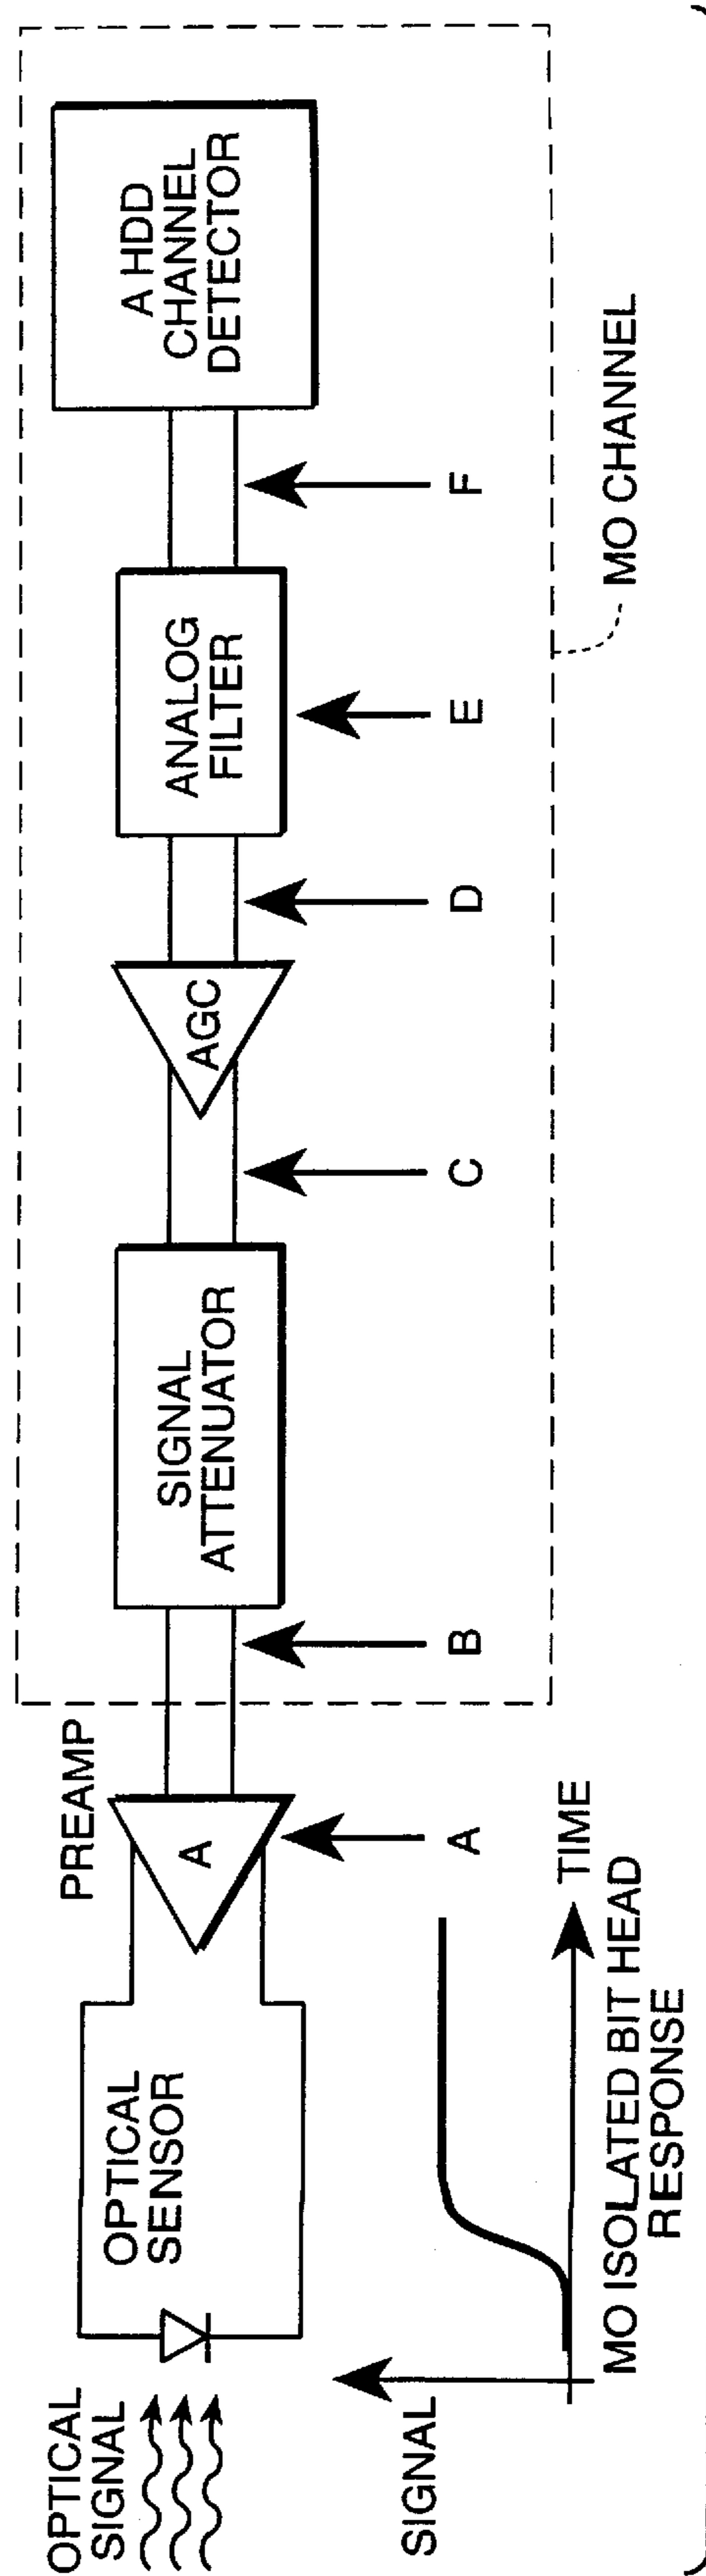 OPTICAL
SIGNAL
OPTICAL
SENSOR
PREAMP
A
SIGNAL
ATTENUATOR
AGC
ANALOG
FILTER
A HDD
CHANNEL
DETECTOR
A
B
C
D
E
F
SIGNAL
TIME
MO ISOLATED BIT HEAD
RESPONSE
MO CHANNEL